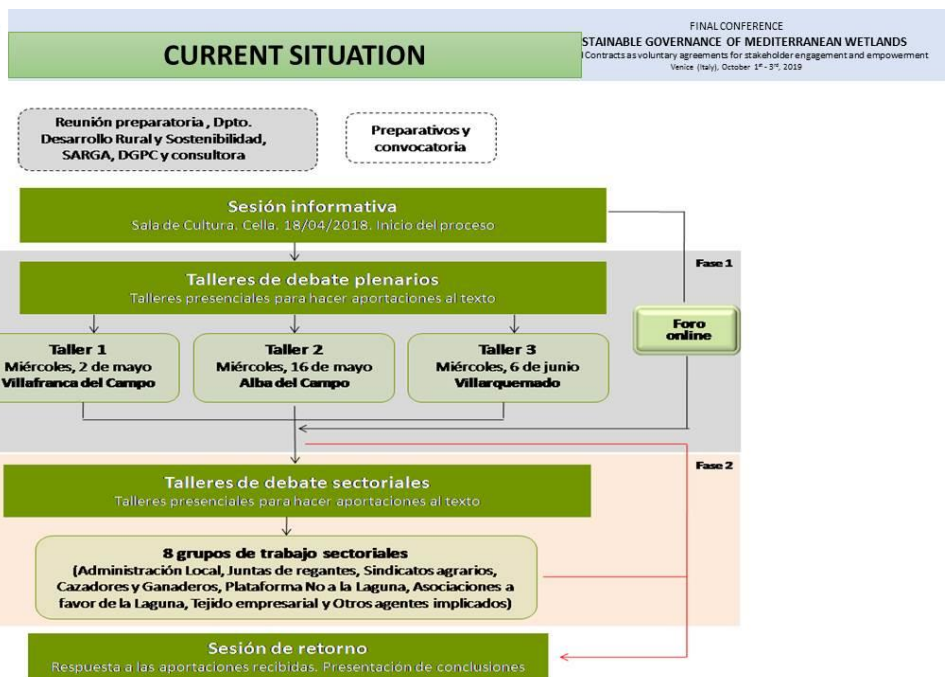 FINAL CONFERENCE
STAINABLE GOVERNANCE OF MEDITERRANEAN WETLANDS
Contracts as voluntary agreements for stakeholder engagement and empowerment
Venice (Italy), October 1st - 3rd, 2019
CURRENT SITUATION
Reunión preparatoria , Dpto.
Desarrollo Rural y Sostenibilidad,
SARGA, DGPC y consultora
Preparativos y
convocatoria
Sesión informativa
Sala de Cultura. Cella. 18/04/2018. Inicio del proceso
Fase 1
Talleres de debate plenarios
Talleres presenciales para hacer aportaciones al texto
Foro
online
Taller 1
Miércoles, 2 de mayo
Villafranca del Campo
Taller 2
Miércoles, 16 de mayo
Alba del Campo
Taller 3
Miércoles, 6 de junio
Villarquemado
Fase 2
Talleres de debate sectoriales
Talleres presenciales para hacer aportaciones al texto
8 grupos de trabajo sectoriales
(Administración Local, Juntas de regantes, Sindicatos agrarios,
Cazadores y Ganaderos, Plataforma No a la Laguna, Asociaciones a
favor de la Laguna, Tejido empresarial y Otros agentes implicados)
Sesión de retorno
Respuesta a las aportaciones recibidas. Presentación de conclusiones